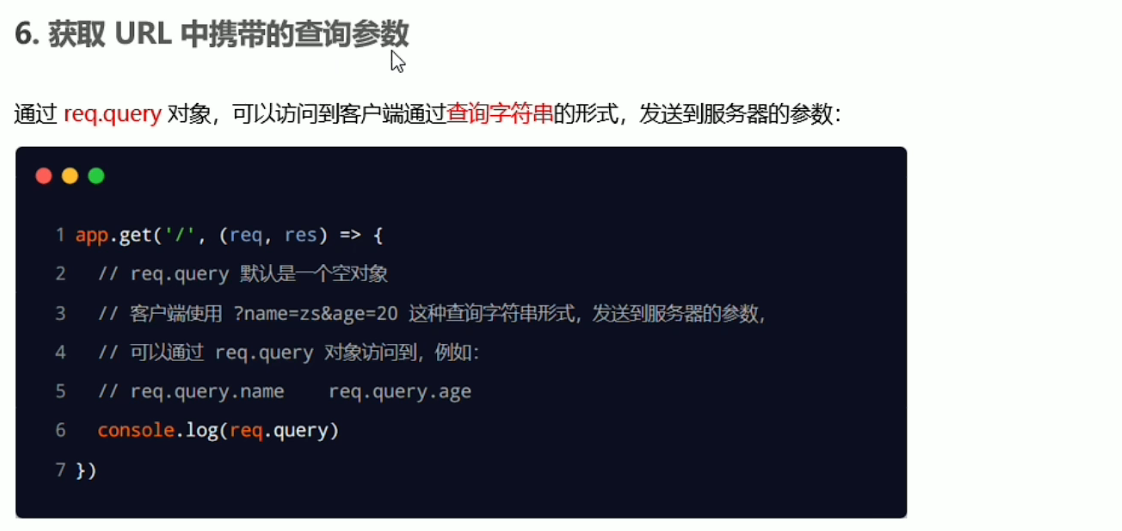 6. 获取 URL 中携带的查询参数
通过 req.query 对象，可以访问到客户端通过查询字符串的形式，发送到服务器的参数：
1 app.get('/', (req, res) => {
2   // req.query 默认是一个空对象
3   // 客户端使用 ?name=zs&age=20 这种查询字符串形式，发送到服务器的参数，
4   // 可以通过 req.query 对象访问到，例如：
5   // req.query.name    req.query.age
6   console.log(req.query)
7 })